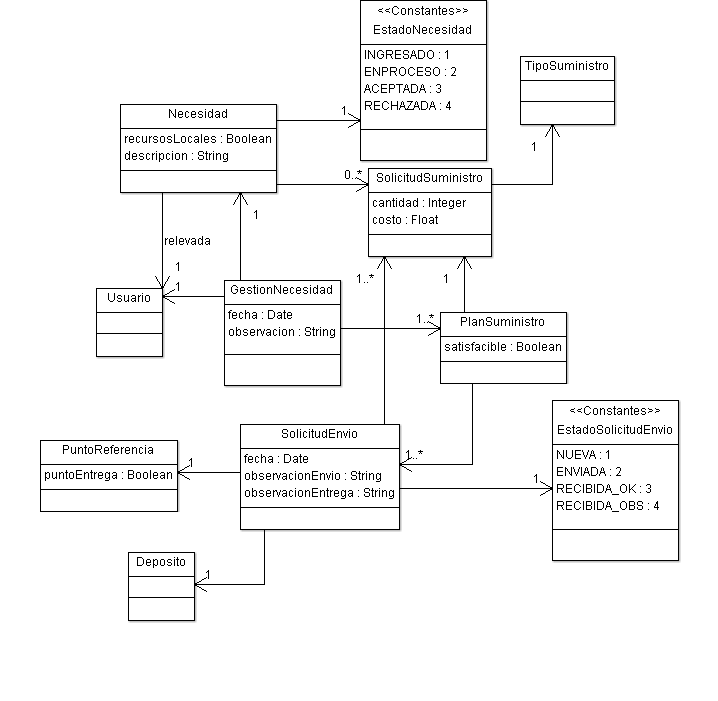 <<Constantes>>
EstadoNecesidad
INGRESADO : 1
ENPROCESO : 2
ACEPTADA : 3
RECHAZADA : 4
TipoSuministro
Necesidad
recursosLocales : Boolean
descripcion : String
1
1
0..*
SolicitudSuministro
cantidad : Integer
costo : Float
1
relevada
1
1..*
1
Usuario
1
GestionNecesidad
fecha : Date
observacion : String
1..*
PlanSuministro
satisfacible : Boolean
<<Constantes>>
EstadoSolicitudEnvio
NUEVA : 1
ENVIADA : 2
RECIBIDA_OK : 3
RECIBIDA_OBS : 4
SolicitudEnvio
fecha : Date
observacionEnvio : String
observacionEntrega : String
1..*
1
PuntoReferencia
puntoEntrega : Boolean
1
Deposito
1